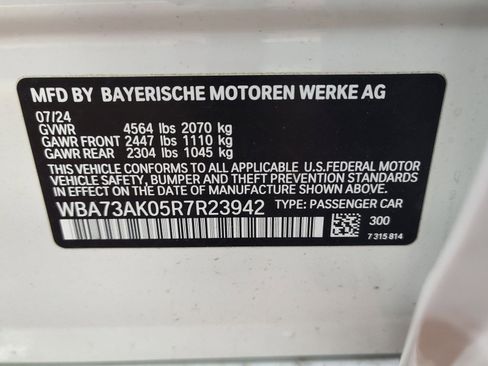 MFD BY BAYERISCHE MOTOREN WERKE AG
07/24
GVWR 4564 lbs 2070 kg
GAWR FRONT 2447 lbs 1110 kg
GAWR REAR 2304 lbs 1045 kg
THIS VEHICLE CONFORMS TO ALL APPLICABLE U.S.FEDERAL MOTOR
VEHICLE SAFETY, BUMPER, AND THEFT PREVENTION STANDARDS
IN EFFECT ON THE DATE OF MANUFACTURE SHOWN ABOVE.
WBA73AK05R7R23942 TYPE: PASSENGER CAR
300
7 315 814